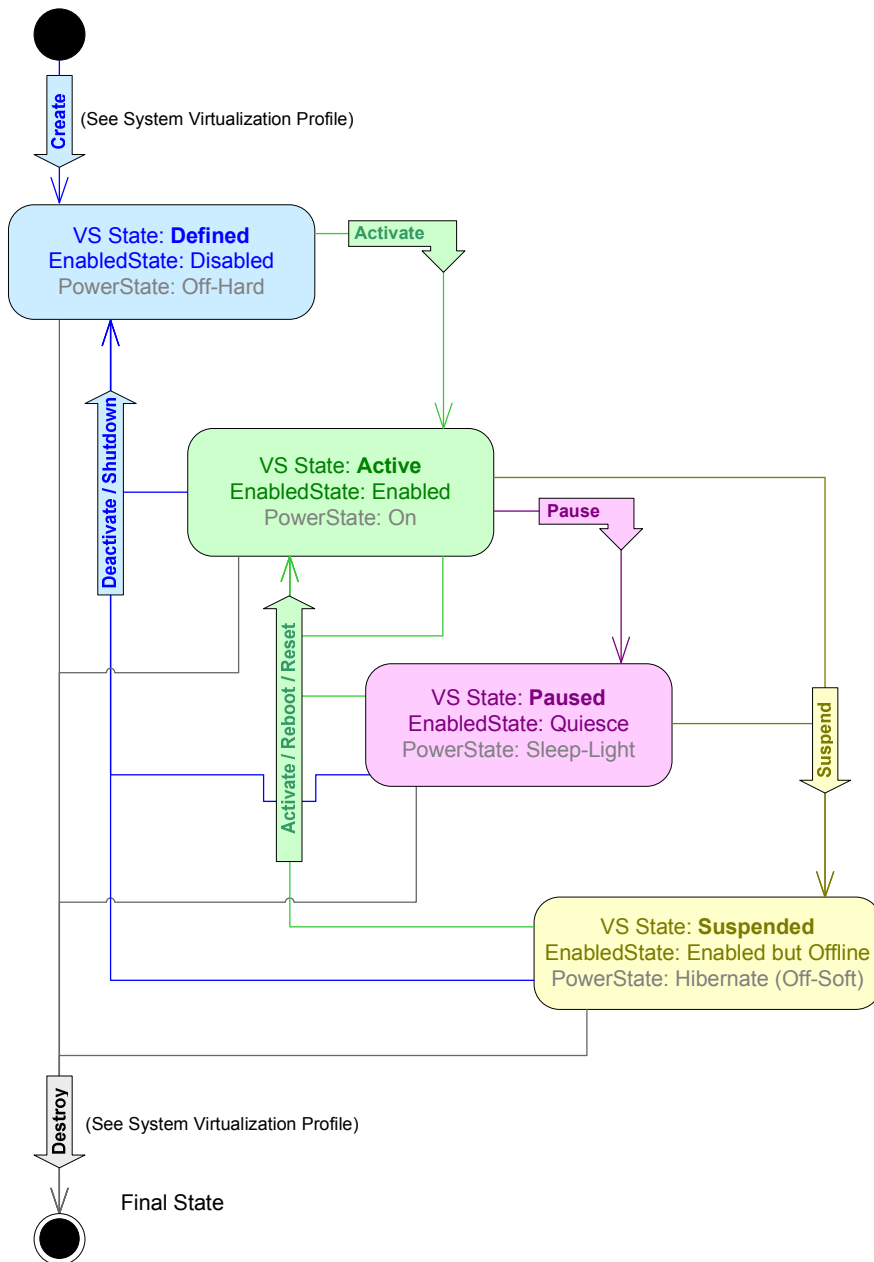 Create
(See System Virtualization Profile)
VS State: Defined
EnabledState: Disabled
PowerState: Off-Hard
Activate
Deactivate / Shutdown
VS State: Active
EnabledState: Enabled
PowerState: On
Pause
Activate / Reboot / Reset
VS State: Paused
EnabledState: Quiesce
PowerState: Sleep-Light
Suspend
VS State: Suspended
EnabledState: Enabled but Offline
PowerState: Hibernate (Off-Soft)
Destroy
(See System Virtualization Profile)
Final State